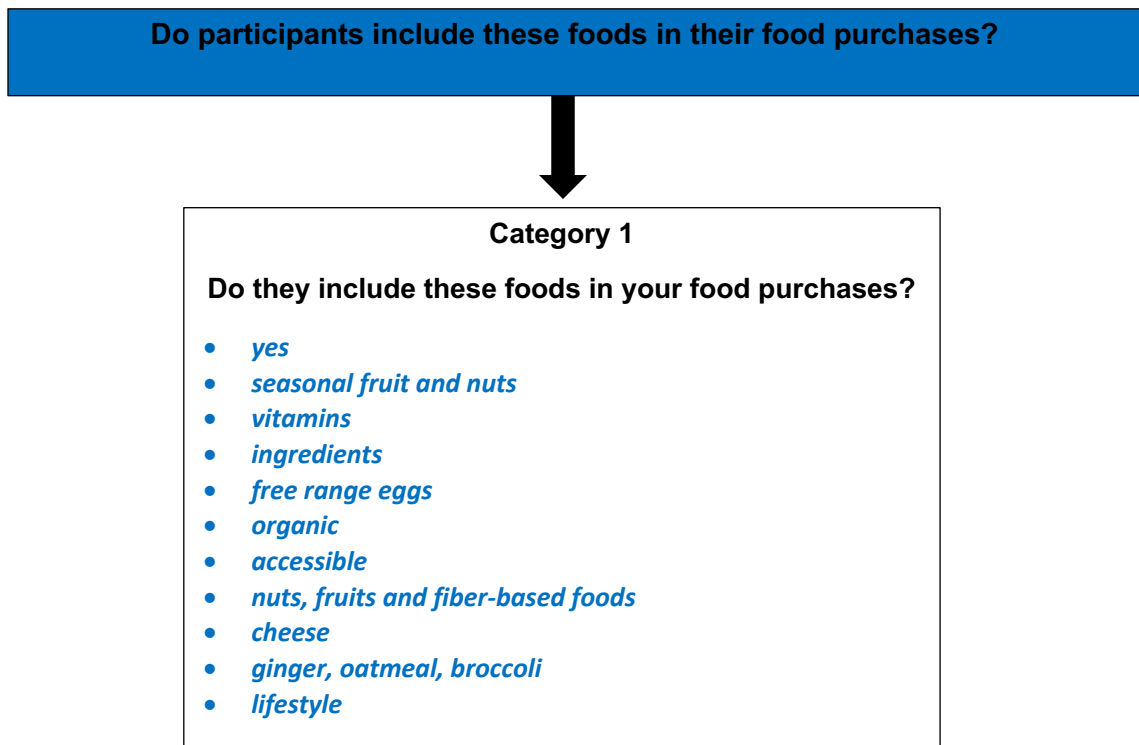 Do participants include these foods in their food purchases?
Category 1
Do they include these foods in your food purchases?
• yes
• seasonal fruit and nuts
• vitamins
• ingredients
• free range eggs
• organic
• accessible
• nuts, fruits and fiber-based foods
• cheese
• ginger, oatmeal, broccoli
• lifestyle